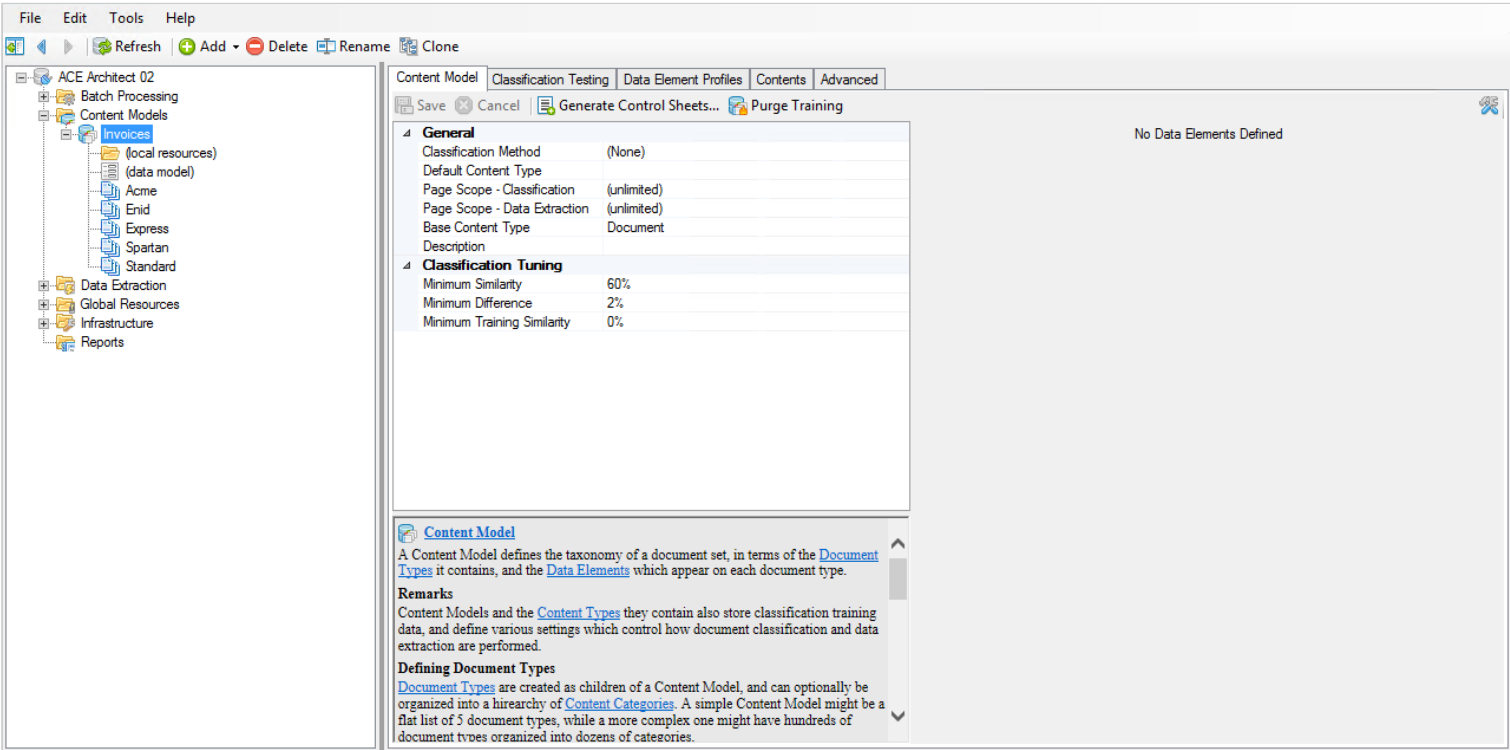 File Edit Tools Help
Refresh Add Delete Rename Clone
ACE Architect 02
Batch Processing
Content Models
Invoices
(local resources)
(data model)
Acme
Enid
Express
Spartan
Standard
Data Extraction
Global Resources
Infrastructure
Reports
Content Model Classification Testing Data Element Profiles Contents Advanced
Save Cancel Generate Control Sheets... Purge Training
General
Classification Method (None)
Default Content Type
Page Scope - Classification (unlimited)
Page Scope - Data Extraction (unlimited)
Base Content Type Document
Description
Classification Tuning
Minimum Similarity 60%
Minimum Difference 2%
Minimum Training Similarity 0%
Content Model
A Content Model defines the taxonomy of a document set, in terms of the Document
Types it contains, and the Data Elements which appear on each document type.
Remarks
Content Models and the Content Types they contain also store classification training
data, and define various settings which control how document classification and data
extraction are performed.
Defining Document Types
Document Types are created as children of a Content Model, and can optionally be
organized into a hirearchy of Content Categories. A simple Content Model might be a
flat list of 5 document types, while a more complex one might have hundreds of
document types organized into dozens of categories.
No Data Elements Defined